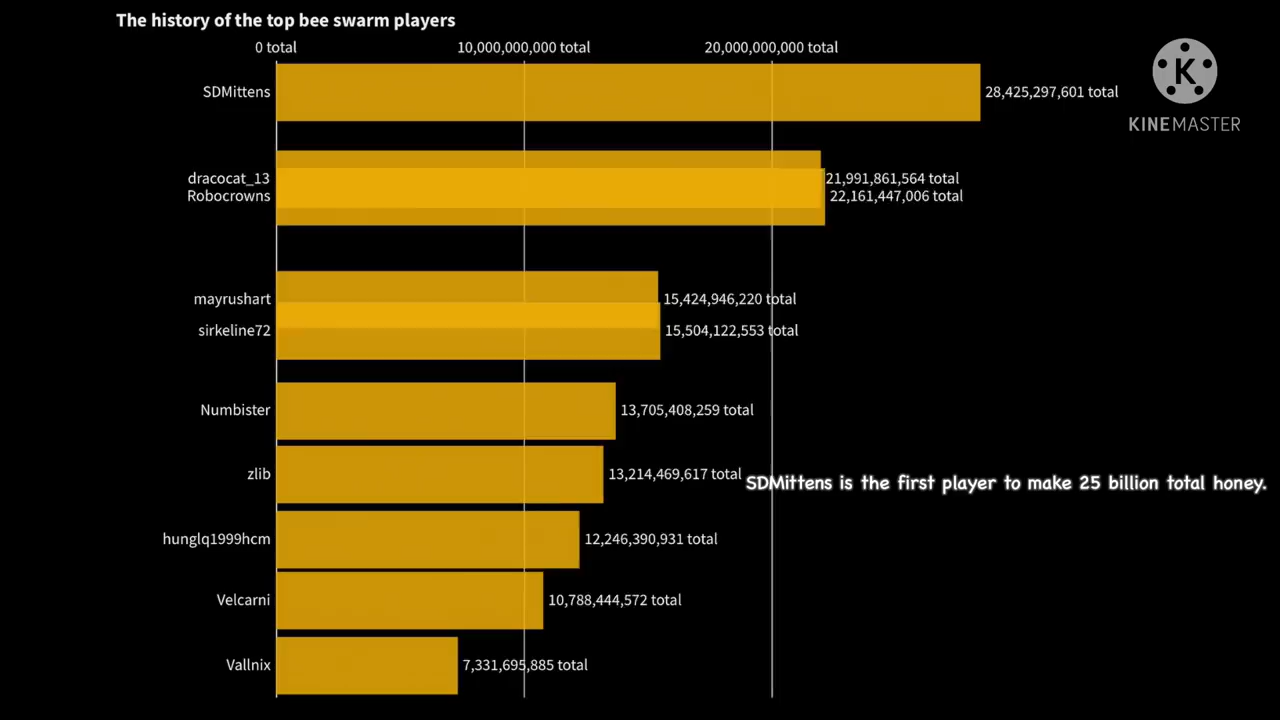 The history of the top bee swarm players
0 total
10,000,000,000 total
20,000,000,000 total
K
KINEMASTER
SDMittens
28,425,297,601 total
dracocat_13
21,991,861,564 total
Robocrowns
22,161,447,006 total
mayrushart
15,424,946,220 total
sirkeline72
15,504,122,553 total
Numbister
13,705,408,259 total
zlib
13,214,469,617 total
SDMittens is the first player to make 25 billion total honey.
hunglq1999hcm
12,246,390,931 total
Velcarni
10,788,444,572 total
Vallnix
7,331,695,885 total